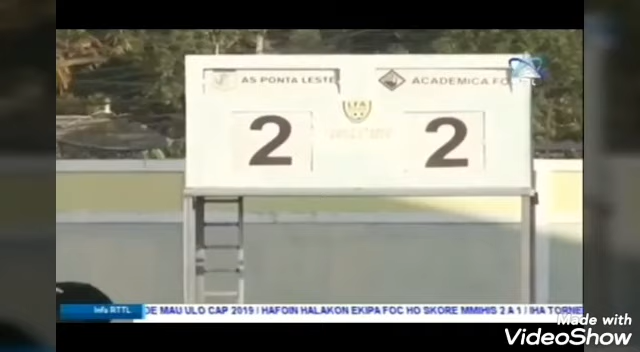 AS PONTA LESTE
ACADEMICA FC
LFA
2
2
Info RTTL
DE MAU ULO CAP 2019 / HAFOIN HALAKON EKIPA FOC HO SKORE MMIHIS 2 A 1 / IHA TORNE
Made with
VideoShow